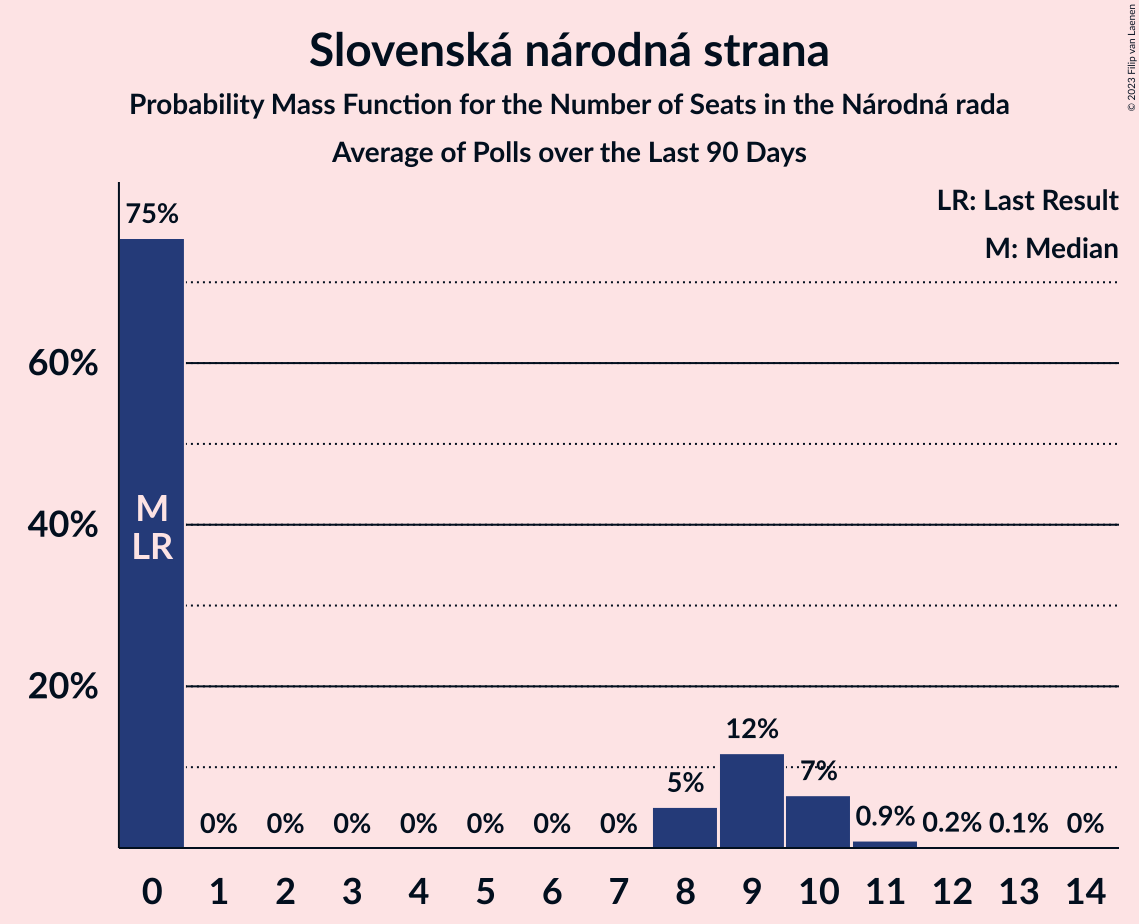 Slovenská národná strana
Probability Mass Function for the Number of Seats in the Národná rada
Average of Polls over the Last 90 Days
© 2023 Filip van Laenen
LR: Last Result
M: Median
75%
60%
40%
20%
M
LR
0% 0% 0% 0% 0% 0% 0% 5% 12% 7% 0.9% 0.2% 0.1% 0%
0 1 2 3 4 5 6 7 8 9 10 11 12 13 14